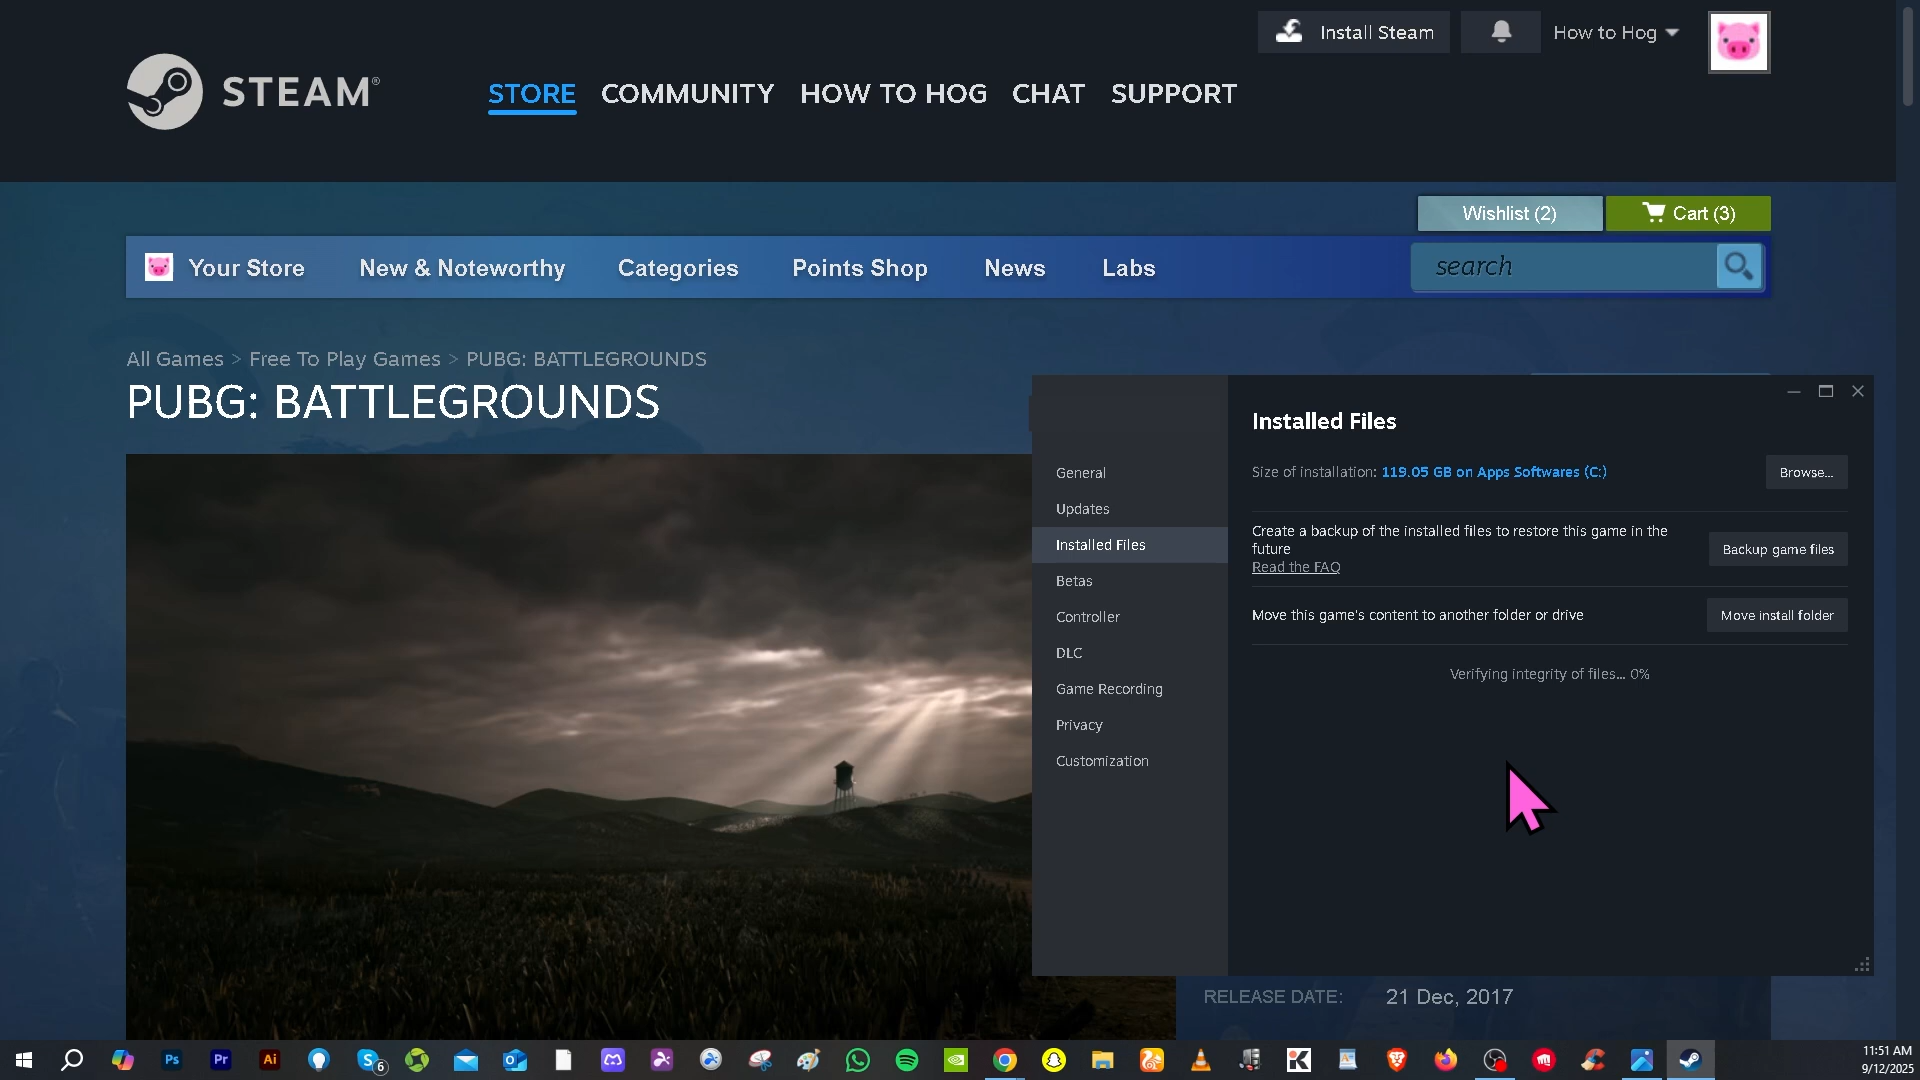 Install Steam
How to Hog
STEAM®
STORE COMMUNITY HOW TO HOG CHAT SUPPORT
Wishlist (2)
Cart (3)
Your Store New & Noteworthy Categories Points Shop News Labs
search
All Games > Free To Play Games > PUBG: BATTLEGROUNDS
PUBG: BATTLEGROUNDS
General
Updates
Installed Files
Betas
Controller
DLC
Game Recording
Privacy
Customization
Installed Files
Size of installation: 119.05 GB on Apps Softwares (C:)
Browse...
Create a backup of the installed files to restore this game in the
future
Read the FAQ
Backup game files
Move this game's content to another folder or drive
Move install folder
Verifying integrity of files... 0%
RELEASE DATE: 21 Dec, 2017
Ps
Pr
Ai
S
6
K
11:51 AM
9/12/2025